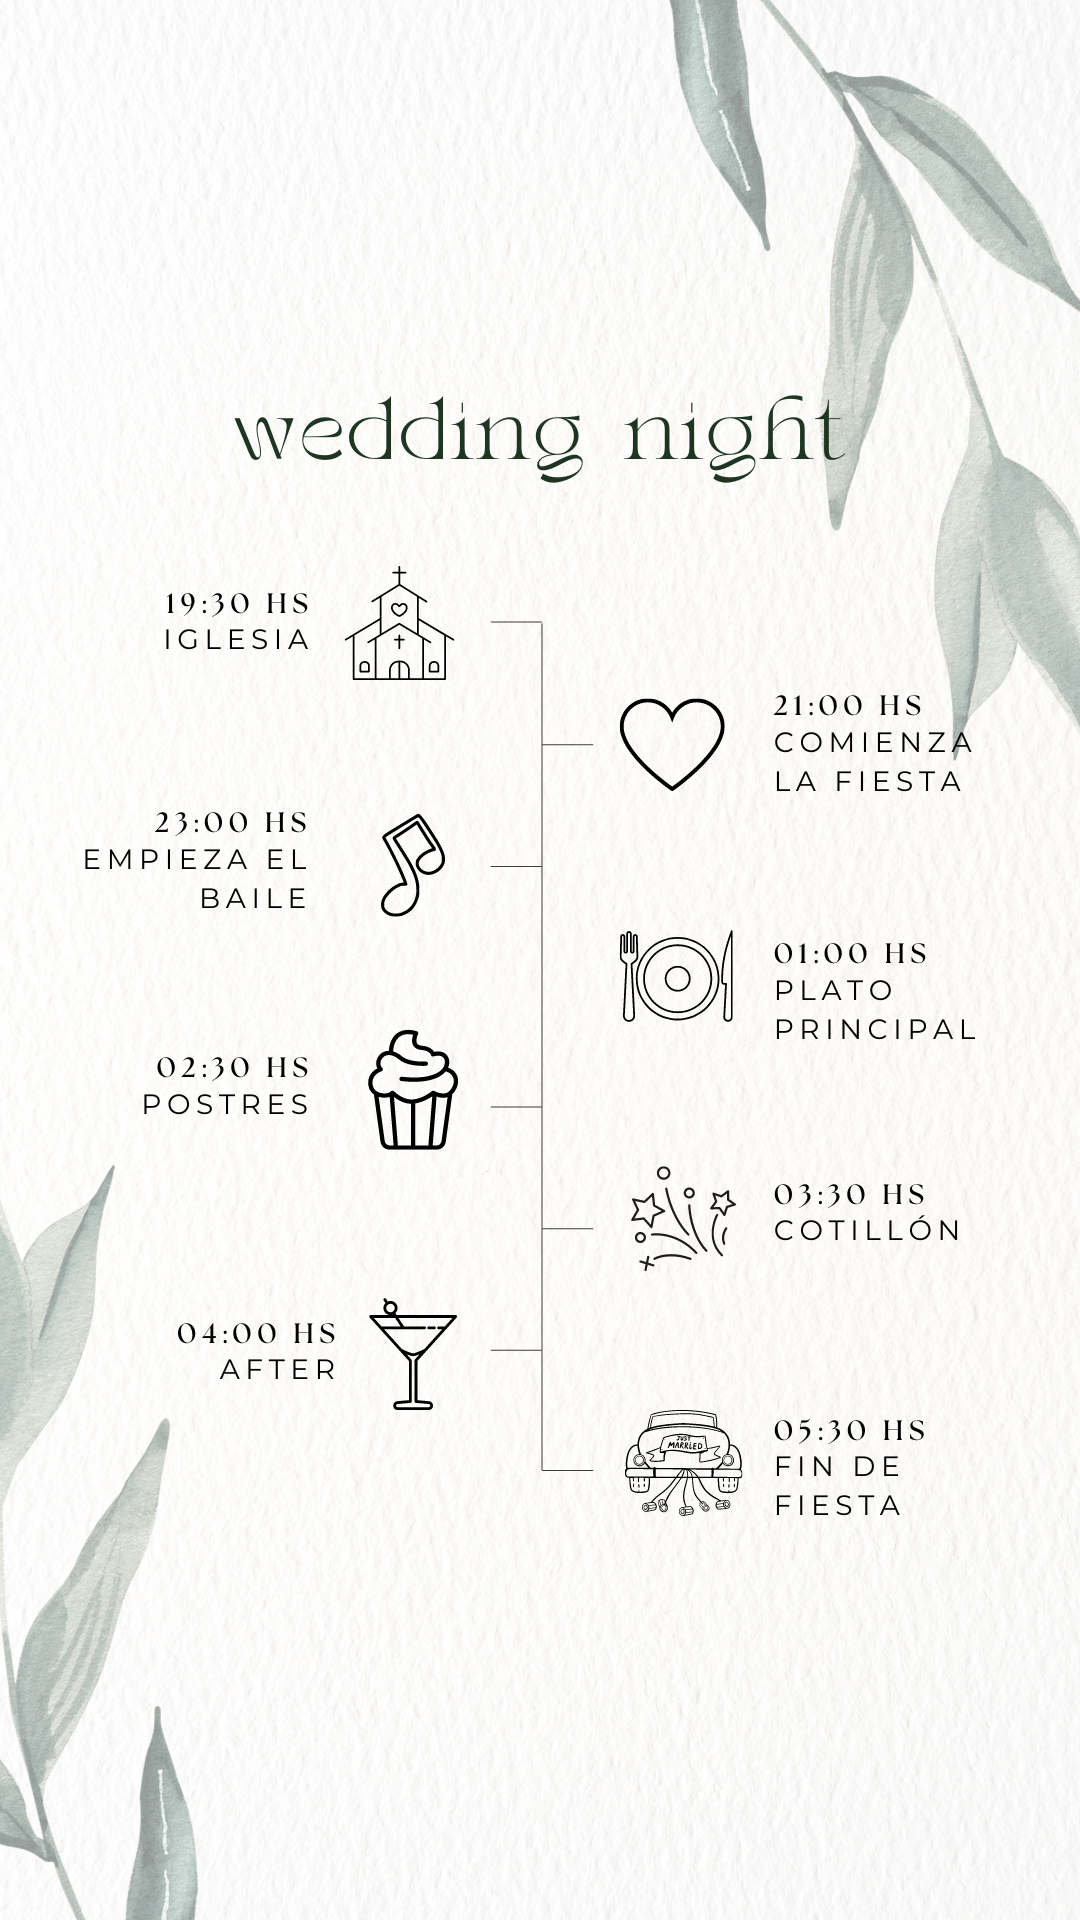 wedding night
19:30 HS
IGLESIA
21:00 HS
COMIENZA
LA FIESTA
23:00 HS
EMPIEZA EL
BAILE
01:00 HS
PLATO
PRINCIPAL
02:30 HS
POSTRES
03:30 HS
COTILLÓN
04:00 HS
AFTER
JUST
MARRLED
05:30 HS
FIN DE
FIESTA